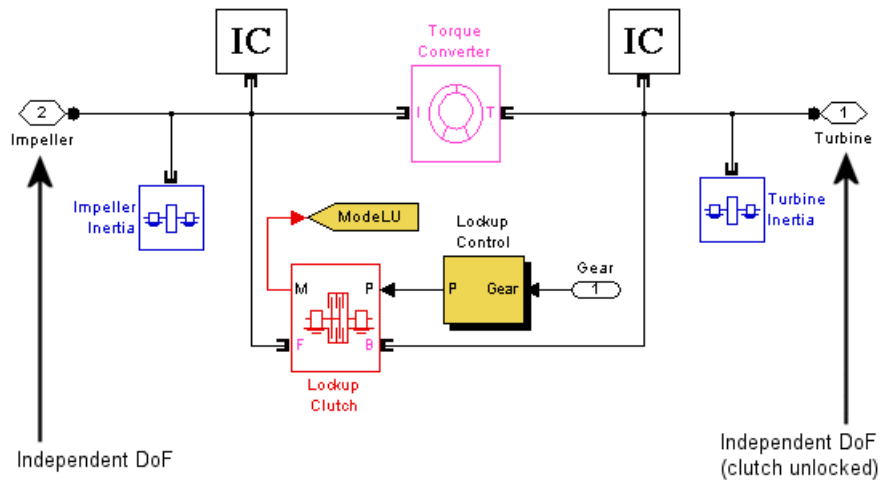 IC
IC
Torque
Converter
2
I
T
1
Impeller
Turbine
Impeller
Inertia
Turbine
Inertia
ModeLU
Lockup
Control
Gear
M
P
P
Gear
1
F
B
Lockup
Clutch
Independent DoF
Independent DoF
(clutch unlocked)